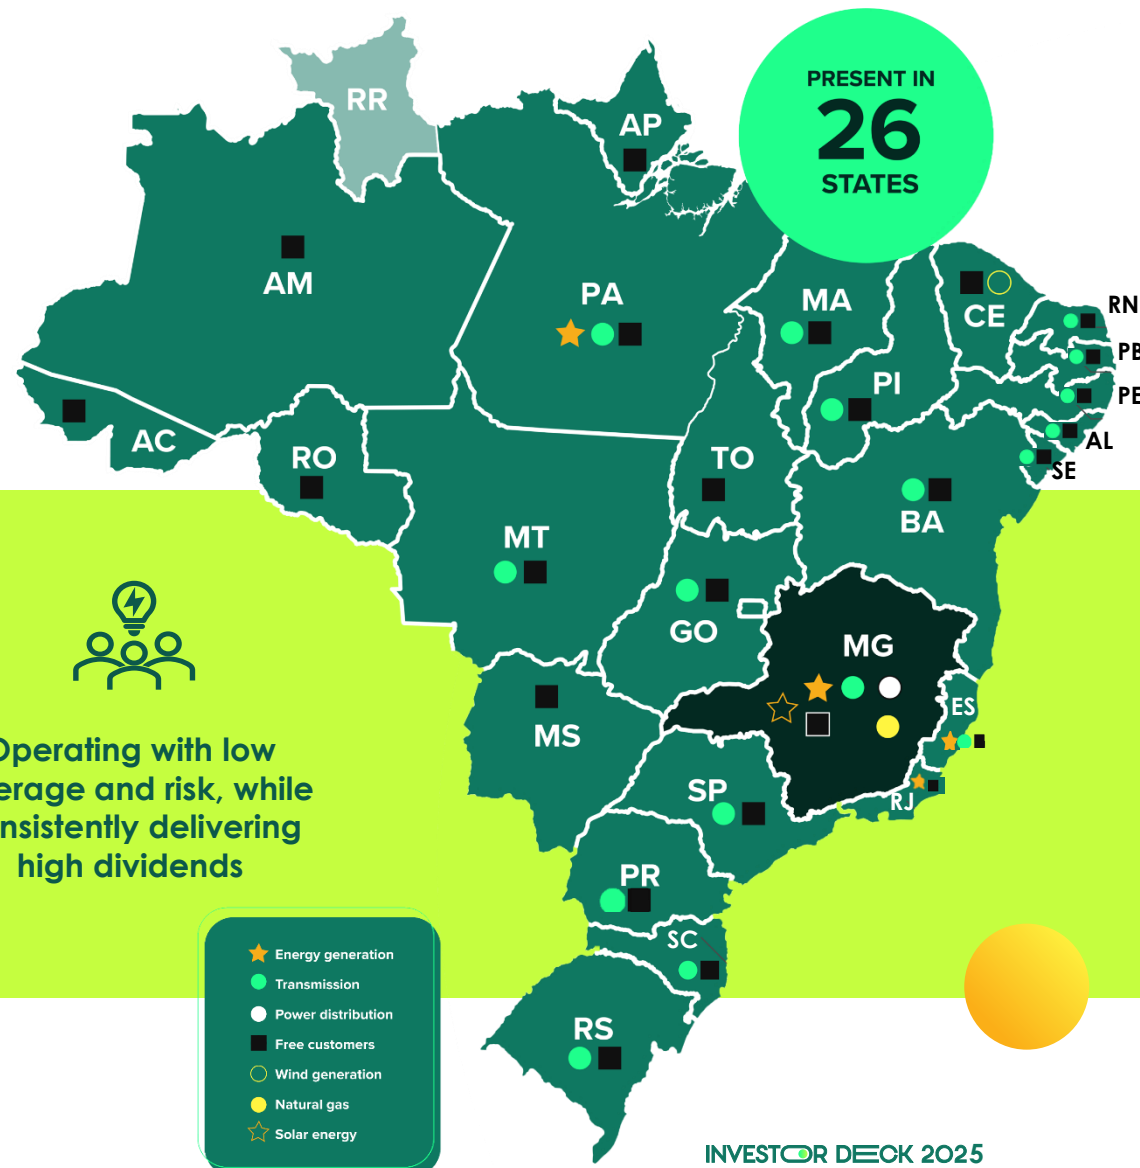 PRESENT IN
26
STATES
RR
AP
AM
PA
MA
CE
RN
PB
PE
PI
AL
SE
AC
RO
TO
BA
MT
GO
MG
ES
MS
SP
RJ
PR
SC
RS
Operating with low
erage and risk, while
nsistently delivering
high dividends
Energy generation
Transmission
Power distribution
Free customers
Wind generation
Natural gas
Solar energy
INVESTOR DECK 2025